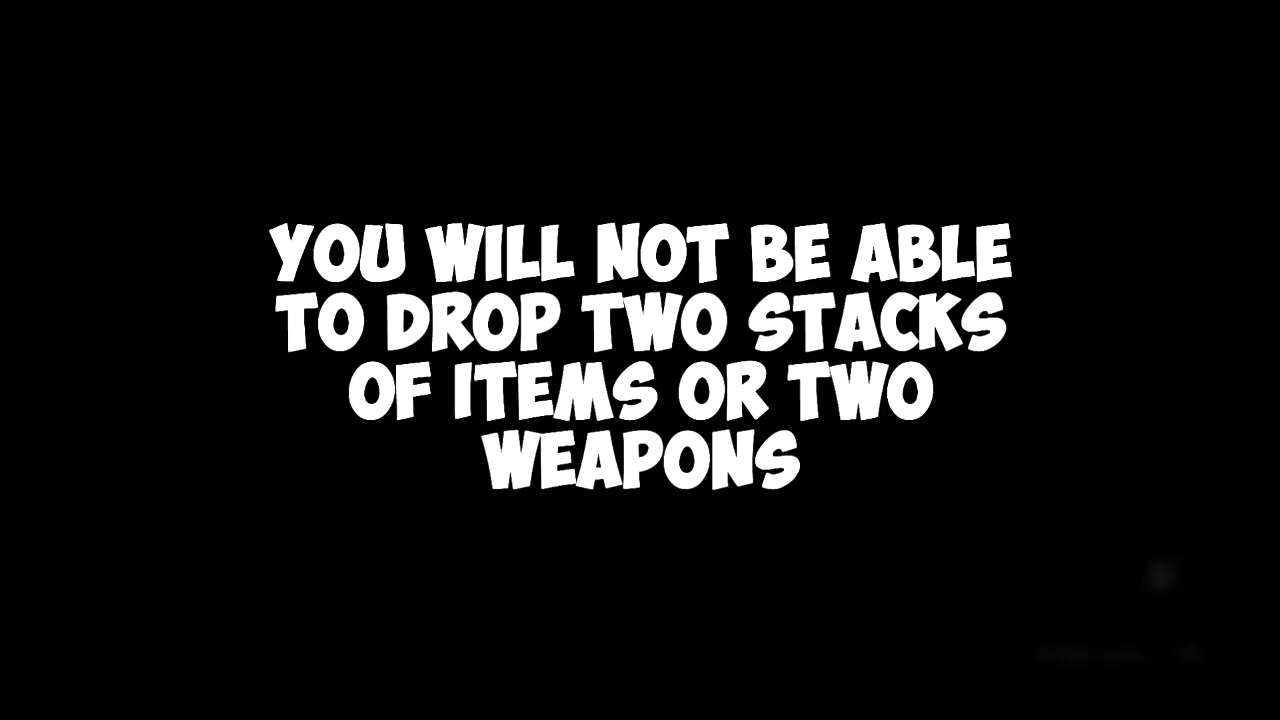 YOU WILL NOT BE ABLE
TO DROP TWO STACKS
OF ITEMS OR TWO
WEAPONS